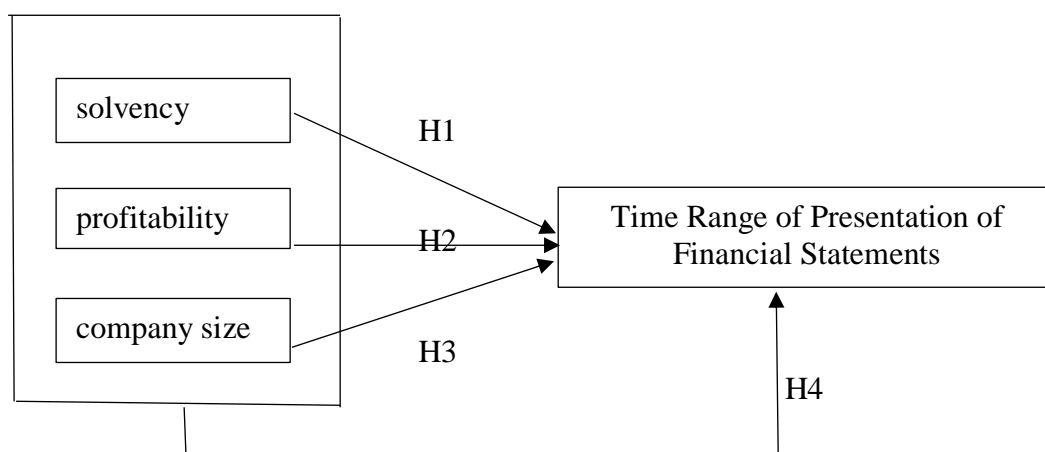 solvency
H1
profitability
H2
Time Range of Presentation of
Financial Statements
company size
H3
H4